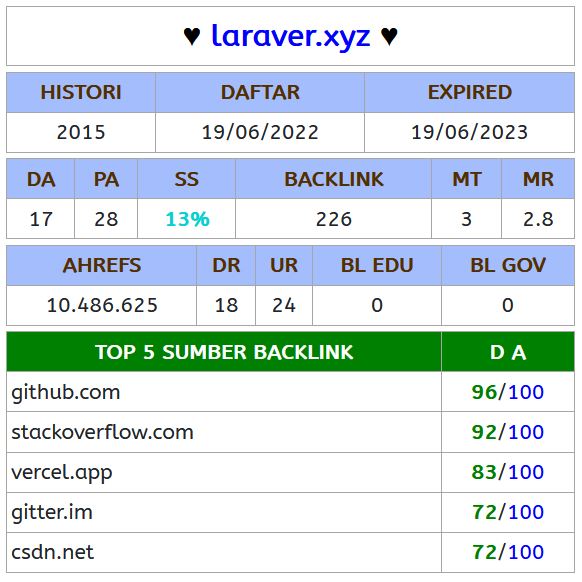 ♥ laraver.xyz ♥
HISTORI DAFTAR EXPIRED
2015 19/06/2022 19/06/2023
DA PA SS BACKLINK MT MR
17 28 13% 226 3 2.8
AHREFS DR UR BL EDU BL GOV
10.486.625 18 24 0 0
TOP 5 SUMBER BACKLINK D A
github.com 96/100
stackoverflow.com 92/100
vercel.app 83/100
gitter.im 72/100
csdn.net 72/100